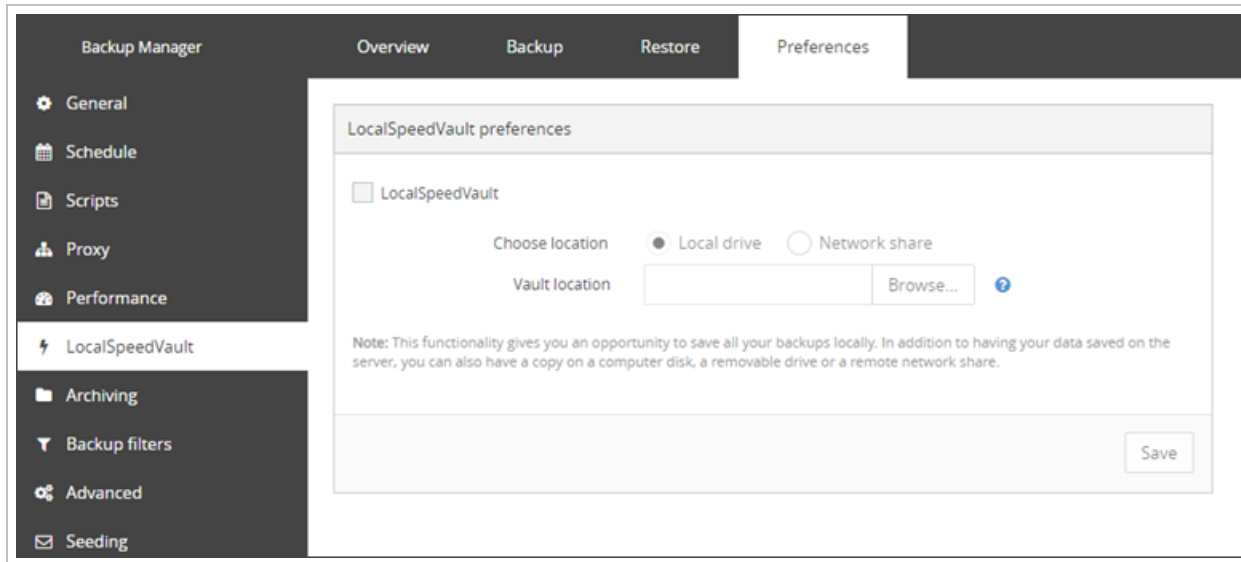 Backup Manager
Overview Backup Restore Preferences
General
Schedule
Scripts
Proxy
Performance
LocalSpeedVault
Archiving
Backup filters
Advanced
Seeding
LocalSpeedVault preferences
LocalSpeedVault
Choose location Local drive Network share
Vault location Browse... ?
Note: This functionality gives you an opportunity to save all your backups locally. In addition to having your data saved on the
server, you can also have a copy on a computer disk, a removable drive or a remote network share.
Save